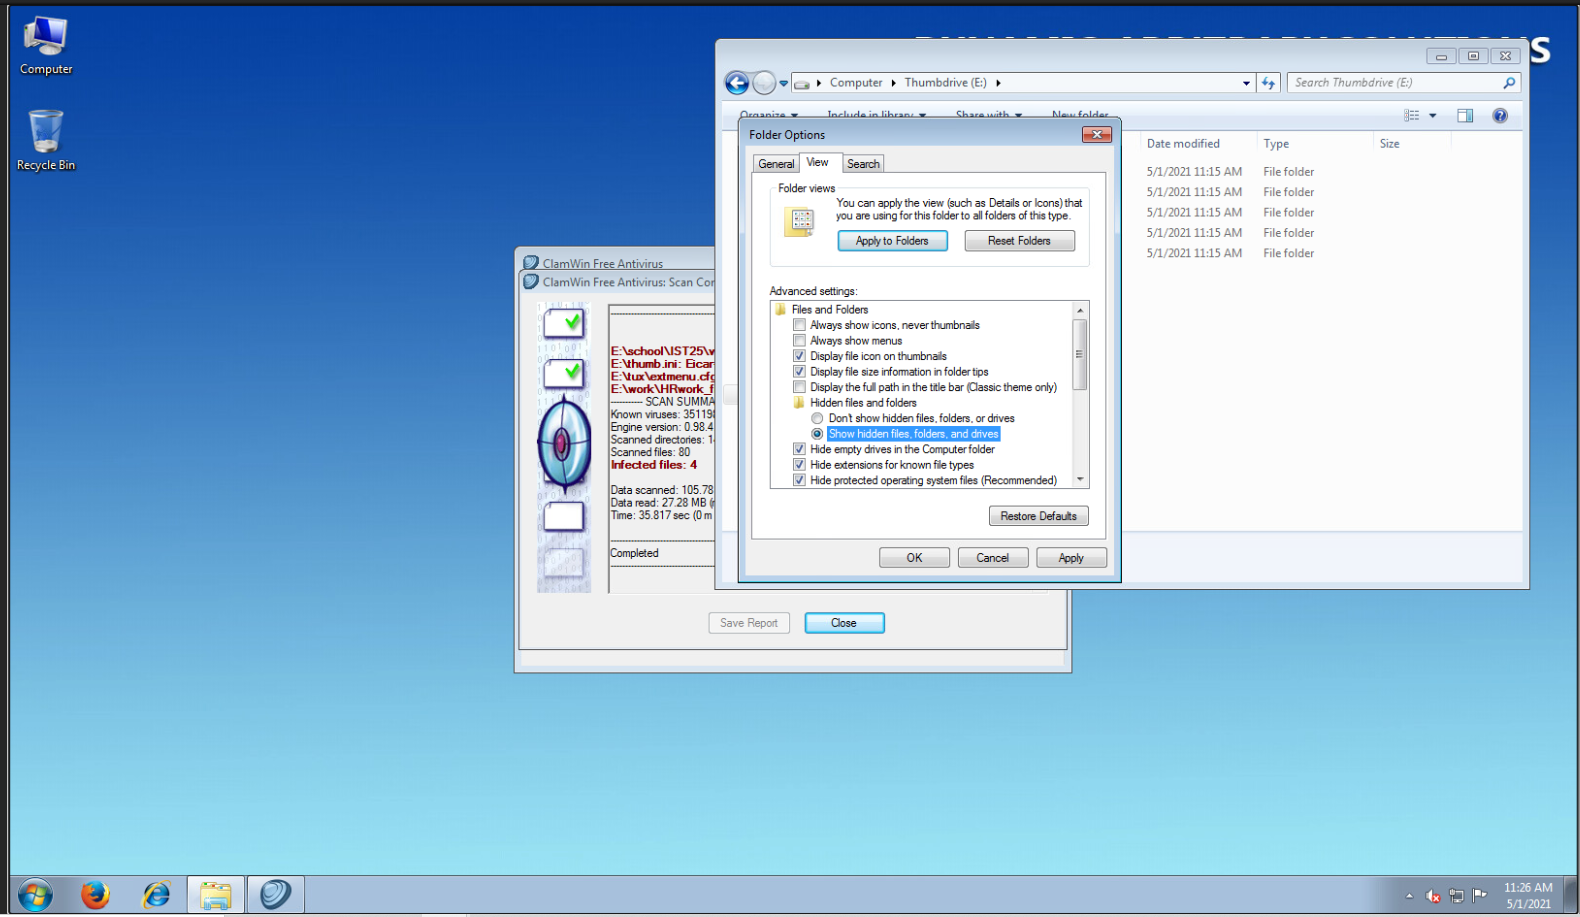 Computer
Recycle Bin
S
Computer
Thumbdrive (E:)
Search Thumbdrive (E:)
Organize
Include in library
Share with
New folder
Date modified
Type
Size
5/1/2021 11:15 AM File folder
5/1/2021 11:15 AM File folder
5/1/2021 11:15 AM File folder
5/1/2021 11:15 AM File folder
5/1/2021 11:15 AM File folder
Folder Options
General
View
Search
Folder views
You can apply the view (such as Details or Icons) that
you are using for this folder to all folders of this type.
Apply to Folders
Reset Folders
Advanced settings:
Files and Folders
Always show icons, never thumbnails
Always show menus
Display file icon on thumbnails
Display file size information in folder tips
Display the full path in the title bar (Classic theme only)
Hidden files and folders
Don't show hidden files, folders, or drives
Show hidden files, folders, and drives
Hide empty drives in the Computer folder
Hide extensions for known file types
Hide protected operating system files (Recommended)
Restore Defaults
OK
Cancel
Apply
ClamWin Free Antivirus
ClamWin Free Antivirus: Scan Cor
E:\school\IST25\w
E:\thumb.ini: Eicar
E:\tux\extmenu.cfg
E:\work\HRwork_f
---------- SCAN SUMMA
Known viruses: 351198
Engine version: 0.98.4
Scanned directories: 14
Scanned files: 80
Infected files: 4
Data scanned: 105.78
Data read: 27.28 MB (r
Time: 35.817 sec (0 m
Completed
Save Report
Close
11:26 AM
5/1/2021